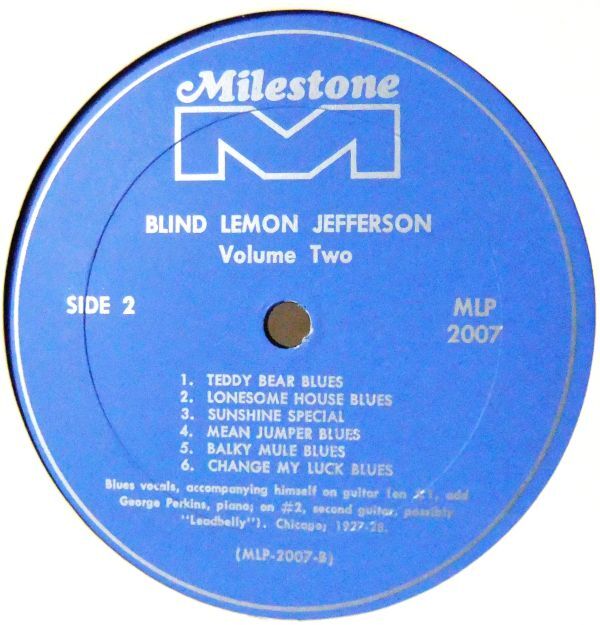 Milestone
BLIND LEMON JEFFERSON
Volume Two
SIDE 2
MLP
2007
1. TEDDY BEAR BLUES
2. LONESOME HOUSE BLUES
3. SUNSHINE SPECIAL
4. MEAN JUMPER BLUES
5. BALKY MULE BLUES
6. CHANGE MY LUCK BLUES
Blues vocals, accompanying himself on guitar (on #1, add
George Perkins, piano; on #2, second guitar, possibly
"Leadbelly"). Chicago; 1927-28.
(MLP-2007-B)